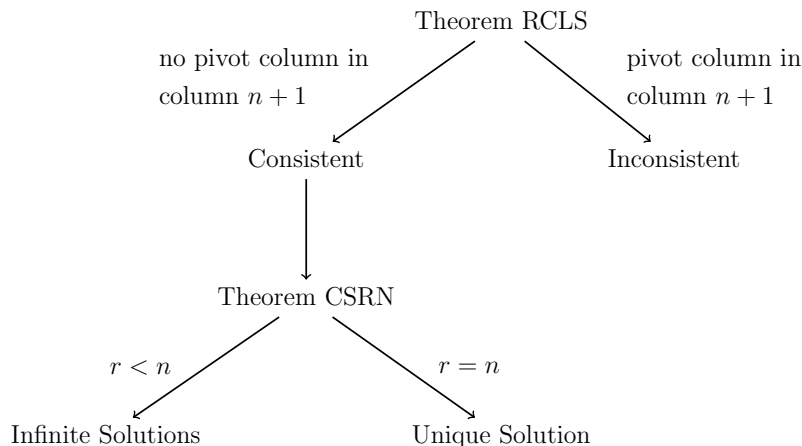 Theorem RCLS
no pivot column in
column n + 1
pivot column in
column n + 1
Consistent
Inconsistent
Theorem CSRN
r < n
r = n
Infinite Solutions
Unique Solution